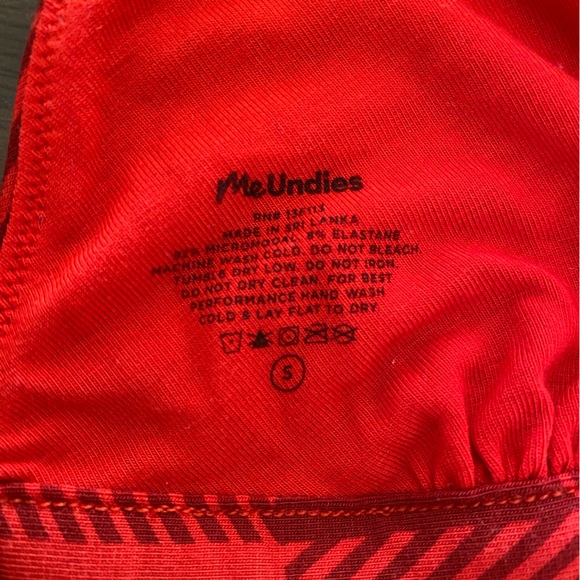 MeUndies
RN# 136113
MADE IN SRI LANKA
92% MICROMODAL, 8% ELASTANE
MACHINE WASH COLD. DO NOT BLEACH.
TUMBLE DRY LOW. DO NOT IRON.
DO NOT DRY CLEAN. FOR BEST
PERFORMANCE HAND WASH
COLD & LAY FLAT TO DRY
S